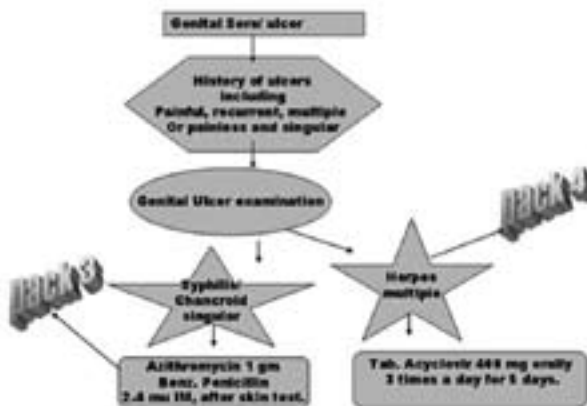 Genital Sore/ ulcer
History of ulcers
including
Painful, recurrent, multiple
Or painless and singular
Genital Ulcer examination
Syphilis/
Chancroid
singular
Herpes
multiple
Azithromycin 1 gm
Benz. Penicillin
2.4 mu IM, after skin test.
Tab. Acyclovir 400 mg orally
3 times a day for 5 days.